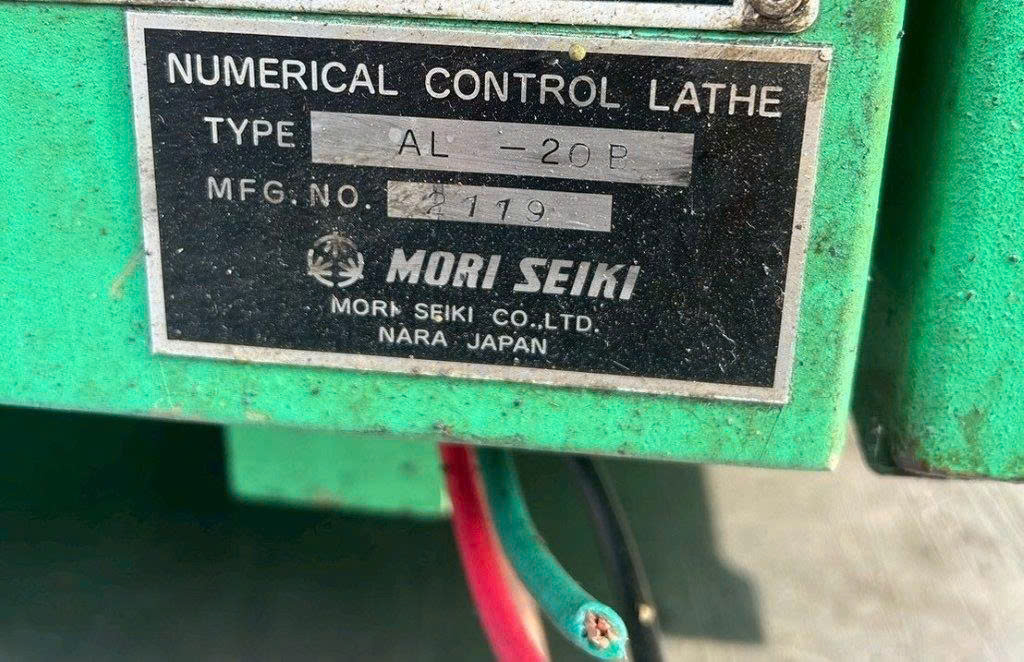 NUMERICAL CONTROL LATHE
TYPE AL -20B
MFG. NO. 2119
MORI SEIKI
MORI SEIKI CO.,LTD.
NARA JAPAN